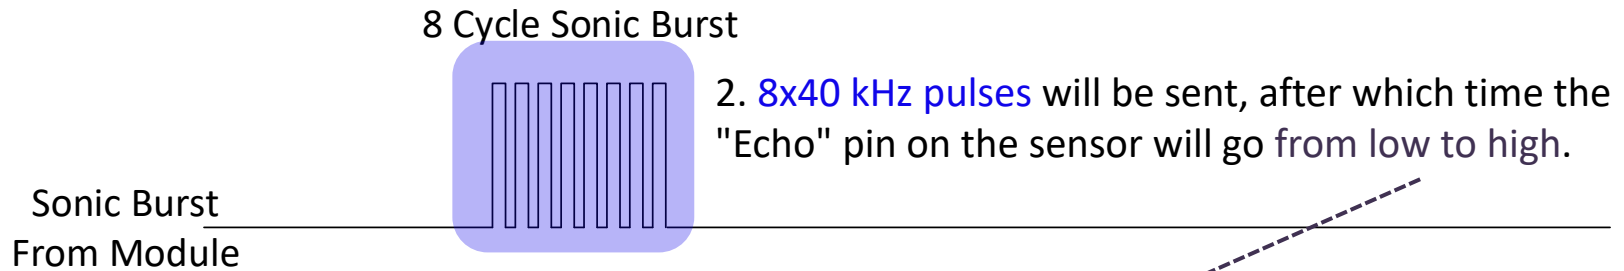 8 Cycle Sonic Burst
2. 8x40 kHz pulses will be sent, after which time the
"Echo" pin on the sensor will go from low to high.
Sonic Burst
From Module